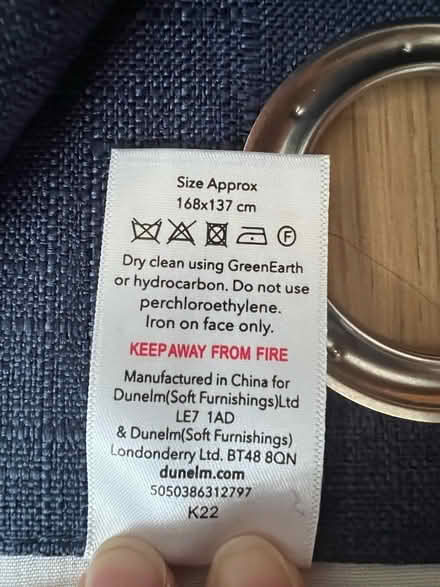 Size Approx
168x137 cm
F
Dry clean using GreenEarth
or hydrocarbon. Do not use
perchloroethylene.
Iron on face only.
KEEP AWAY FROM FIRE
Manufactured in China for
Dunelm(Soft Furnishings)Ltd
LE7 1AD
& Dunelm(Soft Furnishings)
Londonderry Ltd. BT48 8QN
dunelm.com
5050386312797
K22